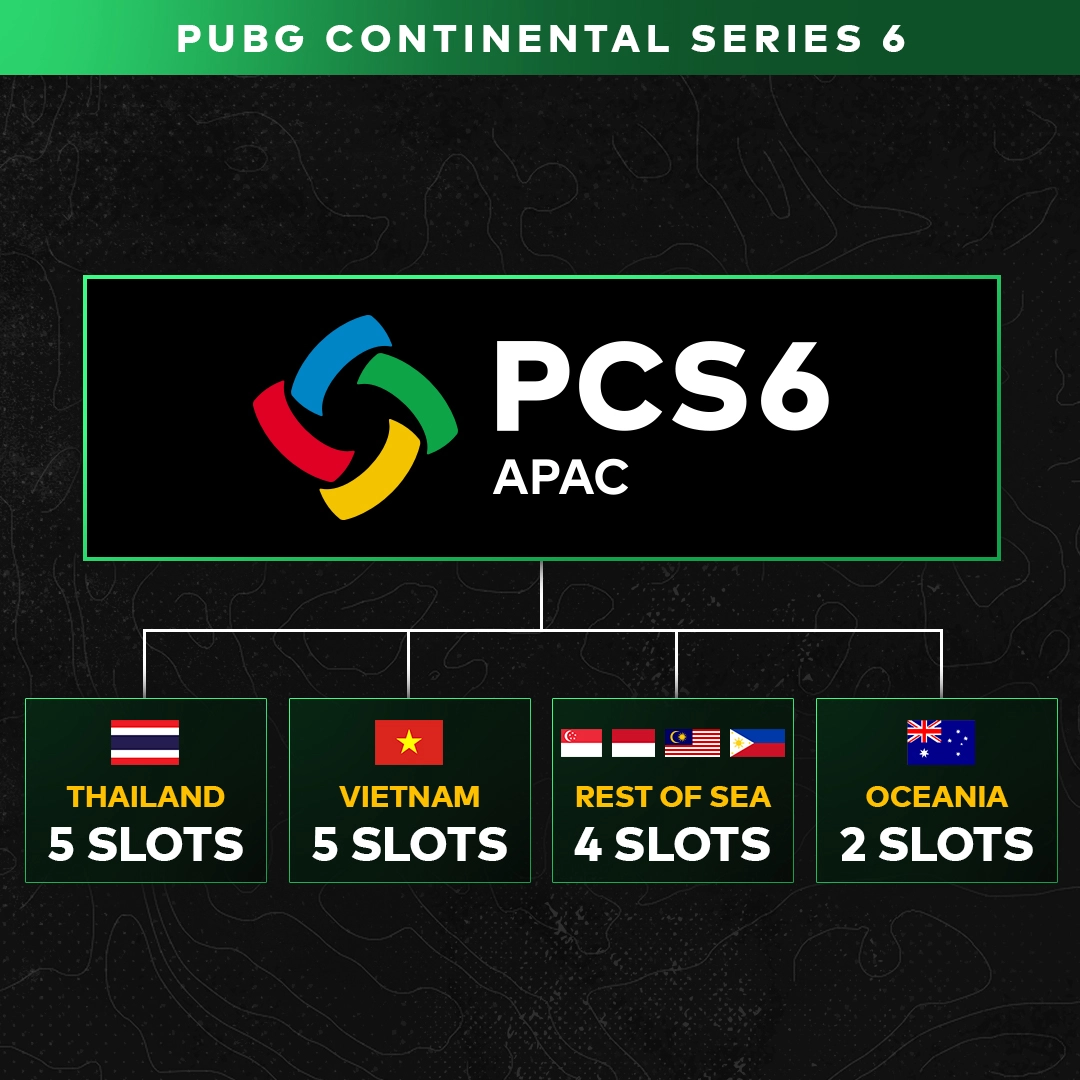 PUBG CONTINENTAL SERIES 6
PCS6
APAC
THAILAND
5 SLOTS
VIETNAM
5 SLOTS
REST OF SEA
4 SLOTS
OCEANIA
2 SLOTS